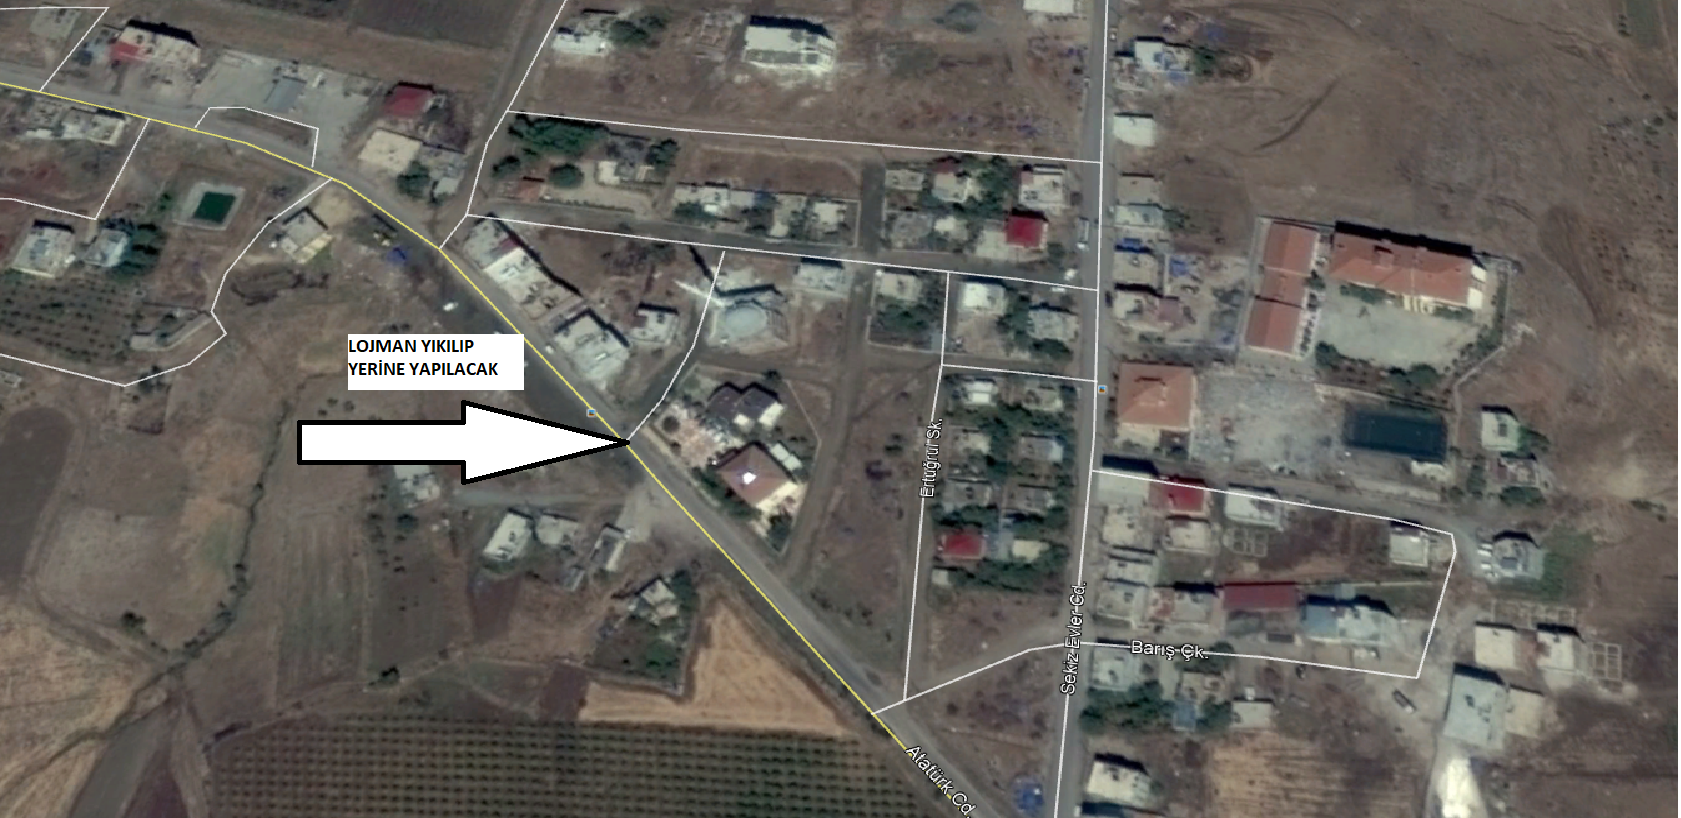 LOJMAN YIKILIP
YERİNE YAPILACAK
Ertuğrul Sk.
Sekiz Evler Cd.
Barış Çk.
Atatürk Cd.